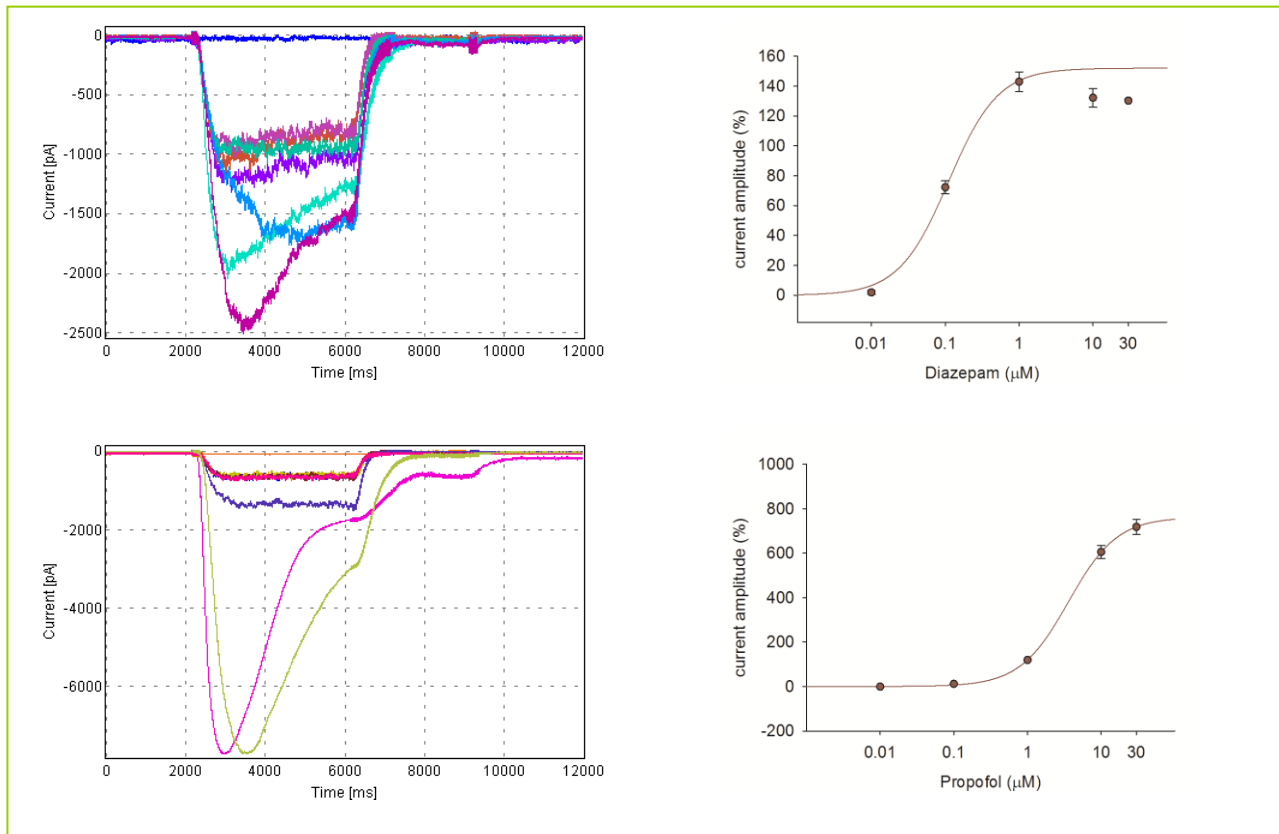 0
-500
-1000
-1500
-2000
-2500
Current [pA]
0 2000 4000 6000 8000 10000 12000
Time [ms]
160
140
120
100
80
60
40
20
0
current amplitude (%)
0.01 0.1 1 10 30
Diazepam (μM)
0
-2000
-4000
-6000
Current [pA]
0 2000 4000 6000 8000 10000 12000
Time [ms]
1000
800
600
400
200
0
-200
current amplitude (%)
0.01 0.1 1 10 30
Propofol (μM)